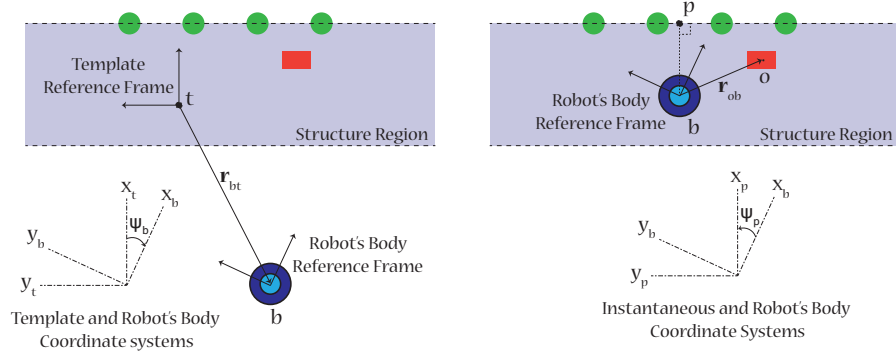 Template
Reference Frame
t
Structure Region
r_bt
x_t
x_b
ψ_b
y_b
y_t
Robot's Body
Reference Frame
b
Template and Robot's Body
Coordinate systems
p
o
r_ob
Robot's Body
Reference Frame
b
Structure Region
x_p
x_b
ψ_p
y_b
y_p
Instantaneous and Robot's Body
Coordinate Systems